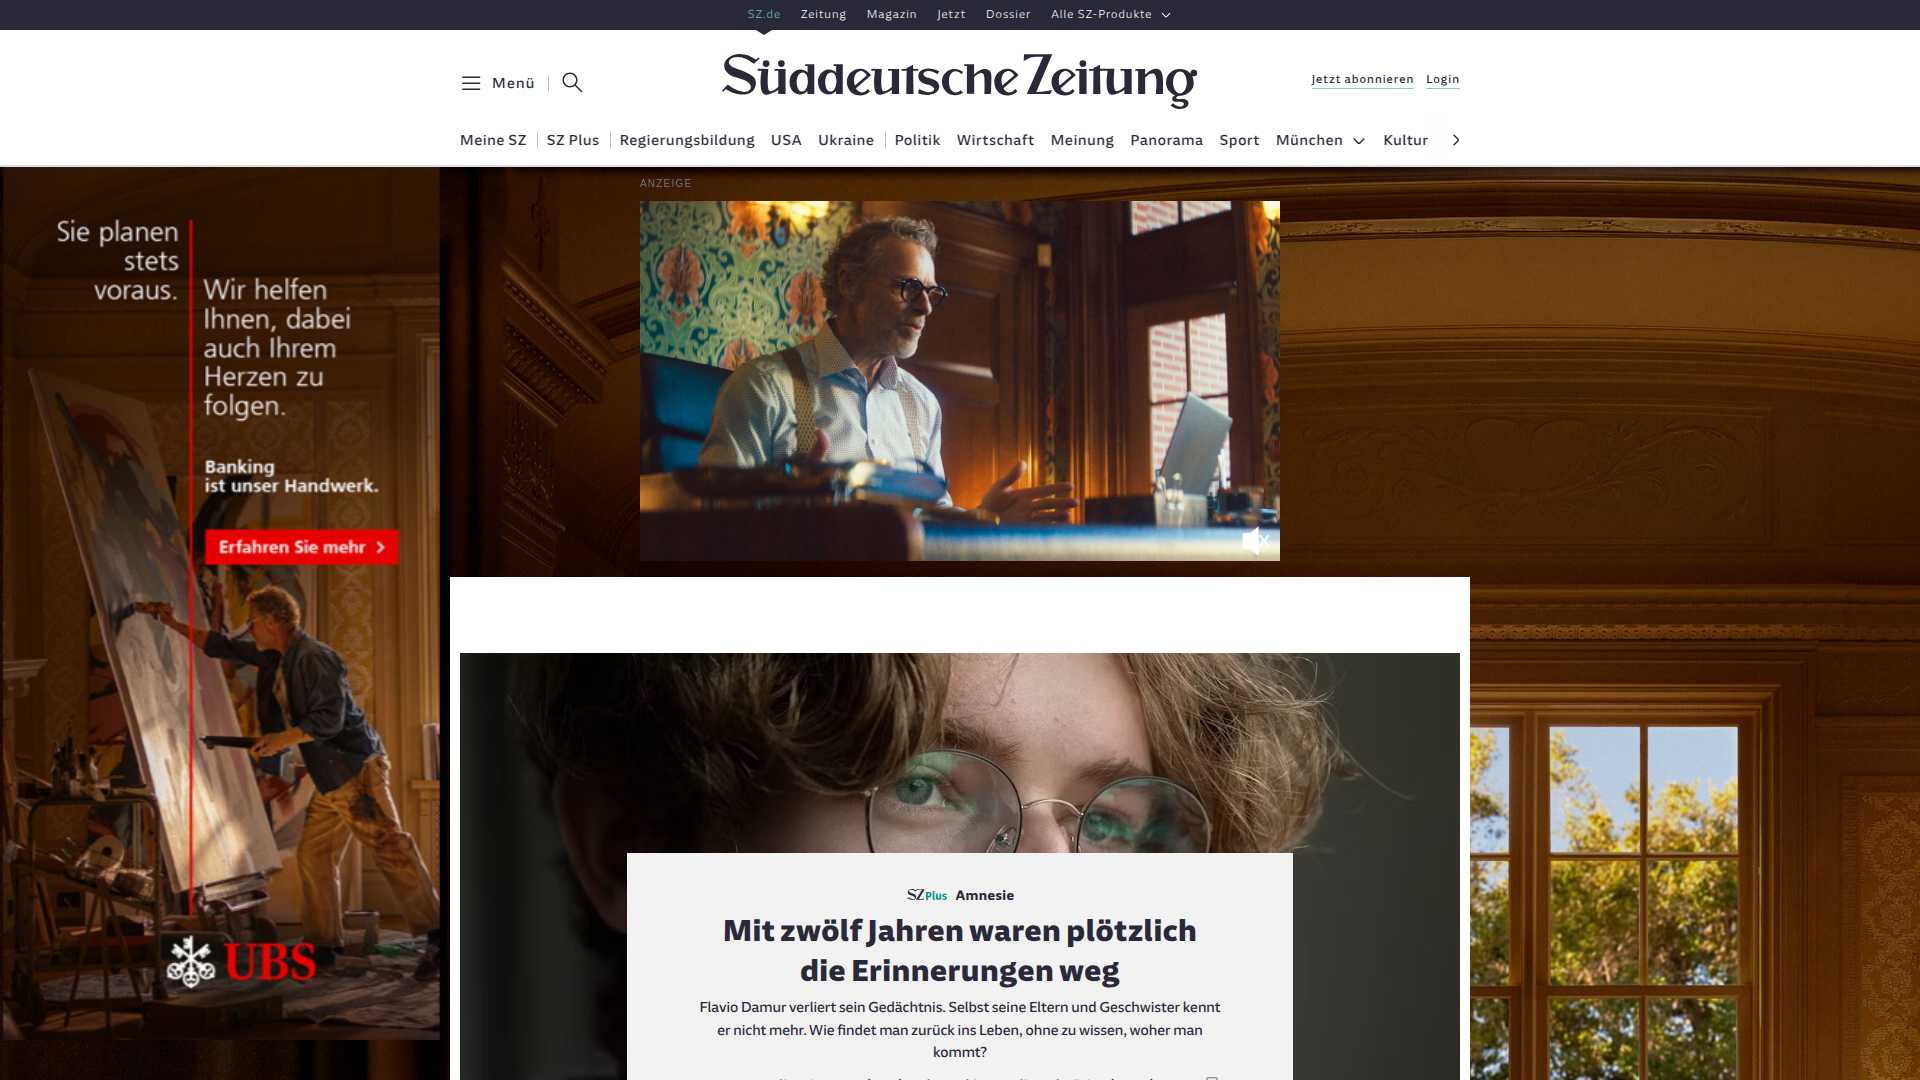 SZ.de Zeitung Magazin Jetzt Dossier Alle SZ-Produkte
Menü
Süddeutsche Zeitung
Jetzt abonnieren Login
Meine SZ SZ Plus Regierungsbildung USA Ukraine Politik Wirtschaft Meinung Panorama Sport München Kultur
ANZEIGE
Sie planen
stets
voraus.
Wir helfen
Ihnen, dabei
auch Ihrem
Herzen zu
folgen.
Banking
ist unser Handwerk.
Erfahren Sie mehr
UBS
SZ Plus Amnesie
Mit zwölf Jahren waren plötzlich
die Erinnerungen weg
Flavio Damur verliert sein Gedächtnis. Selbst seine Eltern und Geschwister kennt
er nicht mehr. Wie findet man zurück ins Leben, ohne zu wissen, woher man
kommt?